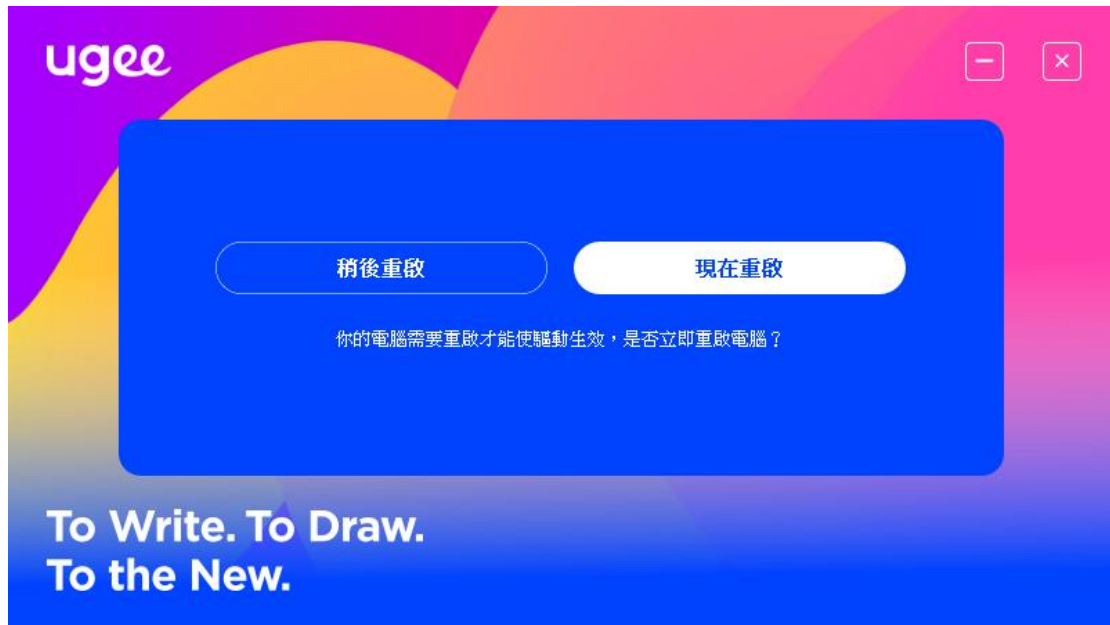 ugee
稍後重啟
現在重啟
你的電腦需要重啟才能使驅動生效，是否立即重啟電腦？
To Write. To Draw.
To the New.